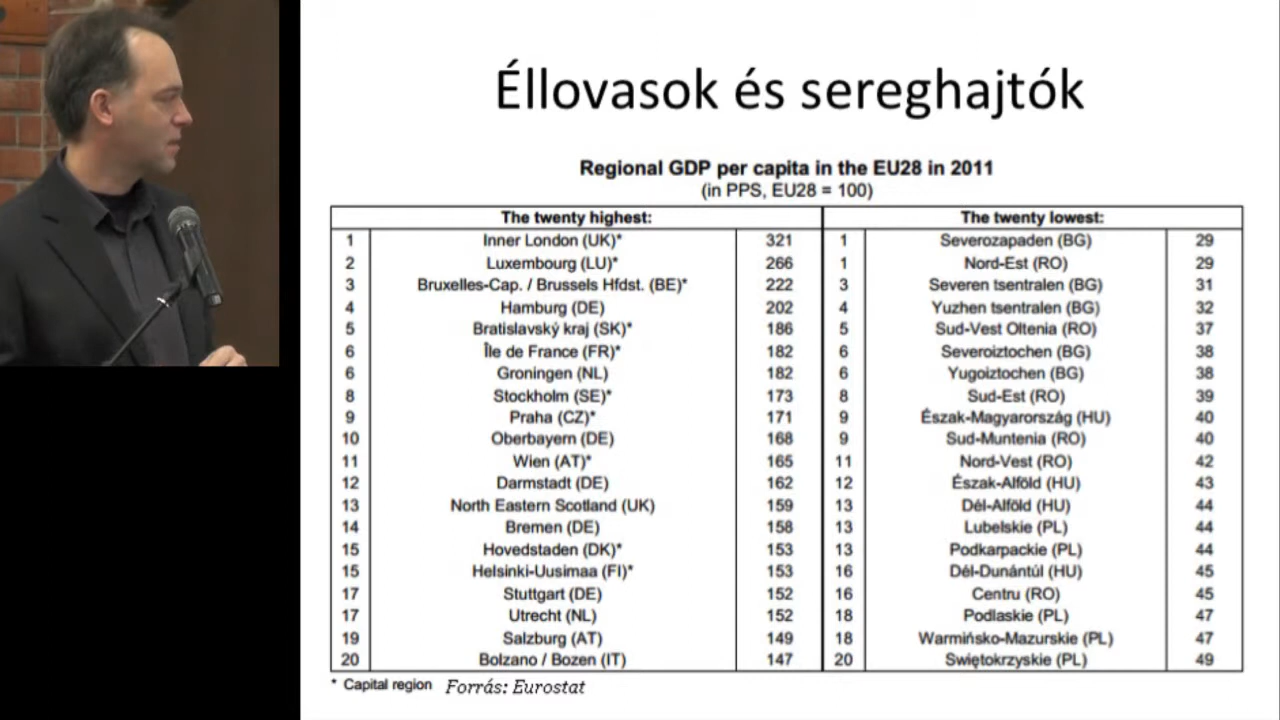 Éllovasok és sereghajtók
Regional GDP per capita in the EU28 in 2011
(in PPS, EU28 = 100)
The twenty highest: The twenty lowest:
1 Inner London (UK)* 321 1 Severozapaden (BG) 29
2 Luxembourg (LU)* 266 1 Nord-Est (RO) 29
3 Bruxelles-Cap. / Brussels Hfdst. (BE)* 222 3 Severen tsentralen (BG) 31
4 Hamburg (DE) 202 4 Yuzhen tsentralen (BG) 32
5 Bratislavský kraj (SK)* 186 5 Sud-Vest Oltenia (RO) 37
6 Île de France (FR)* 182 6 Severoiztochen (BG) 38
6 Groningen (NL) 182 6 Yugoiztochen (BG) 38
8 Stockholm (SE)* 173 8 Sud-Est (RO) 39
9 Praha (CZ)* 171 9 Észak-Magyarország (HU) 40
10 Oberbayern (DE) 168 9 Sud-Muntenia (RO) 40
11 Wien (AT)* 165 11 Nord-Vest (RO) 42
12 Darmstadt (DE) 162 12 Észak-Alföld (HU) 43
13 North Eastern Scotland (UK) 159 13 Dél-Alföld (HU) 44
14 Bremen (DE) 158 13 Lubelskie (PL) 44
15 Hovedstaden (DK)* 153 13 Podkarpackie (PL) 44
15 Helsinki-Uusimaa (FI)* 153 16 Dél-Dunántúl (HU) 45
17 Stuttgart (DE) 152 16 Centru (RO) 45
17 Utrecht (NL) 152 18 Podlaskie (PL) 47
19 Salzburg (AT) 149 18 Warmińsko-Mazurskie (PL) 47
20 Bolzano / Bozen (IT) 147 20 Swiętokrzyskie (PL) 49
* Capital region Forrás: Eurostat